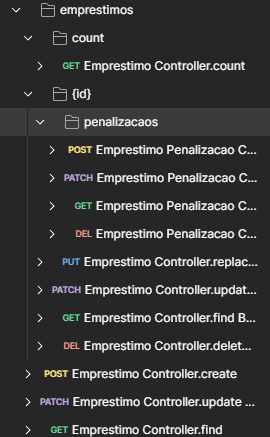 emprestimos
count
GET Emprestimo Controller.count
{id}
penalizacaos
POST Emprestimo Penalizacao C...
PATCH Emprestimo Penalizacao C...
GET Emprestimo Penalizacao C...
DEL Emprestimo Penalizacao C...
PUT Emprestimo Controller.replac...
PATCH Emprestimo Controller.updat...
GET Emprestimo Controller.find B...
DEL Emprestimo Controller.delet...
POST Emprestimo Controller.create
PATCH Emprestimo Controller.update ...
GET Emprestimo Controller.find